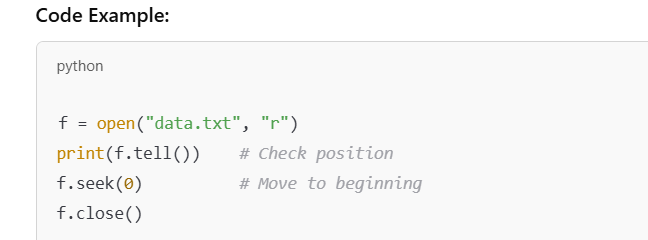 Code Example:
python
f = open("data.txt", "r")
print(f.tell())    # Check position
f.seek(0)          # Move to beginning
f.close()